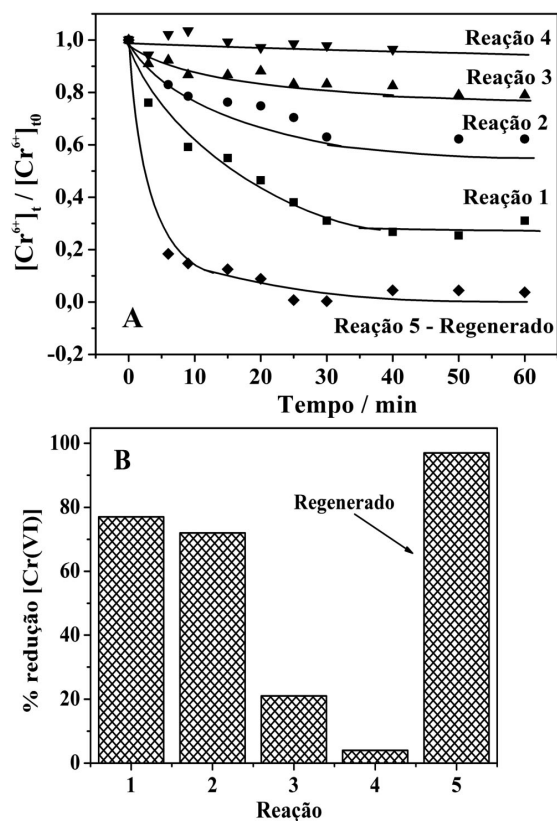 1,0
0,8
0,6
0,4
0,2
0,0
-0,2
[Cr⁶⁺]ₜ / [Cr⁶⁺]ₜ₀
Reação 4
Reação 3
Reação 2
Reação 1
Reação 5 - Regenerado
A
0 10 20 30 40 50 60
Tempo / min
B
100
80
60
40
20
0
% redução [Cr(VI)]
Regenerado
1 2 3 4 5
Reação